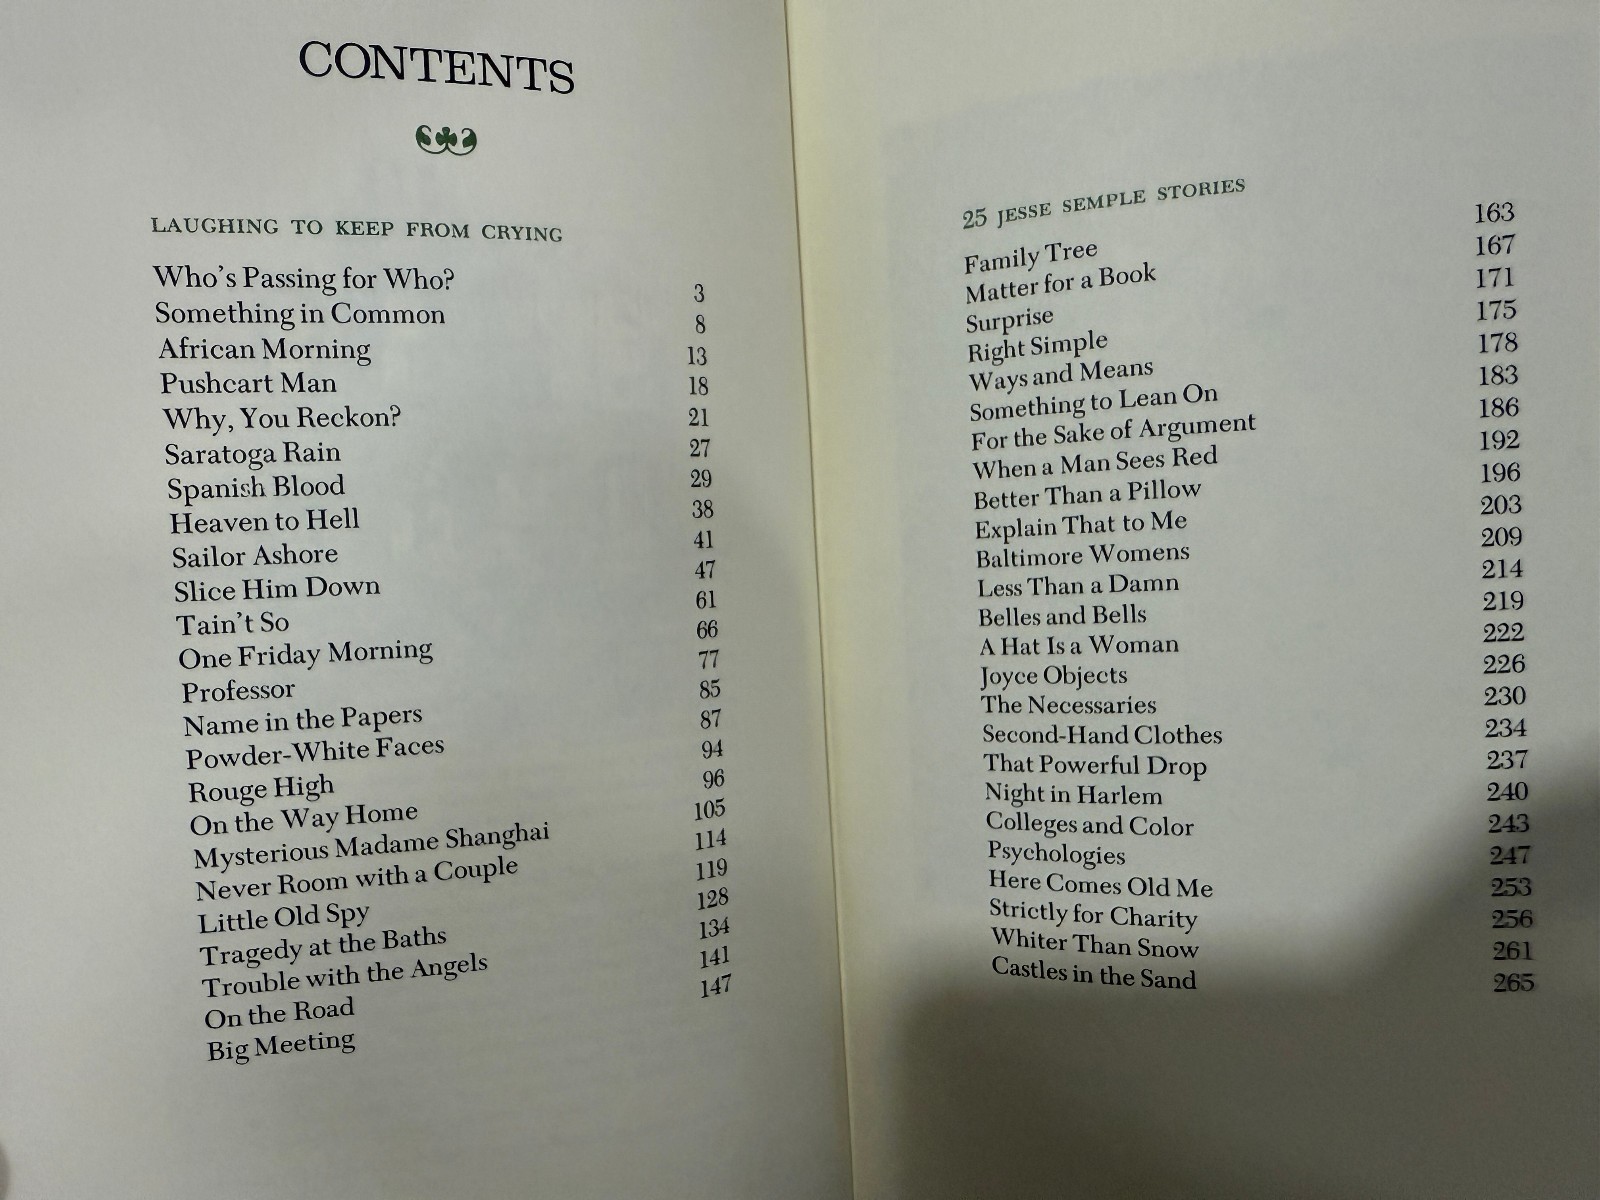 CONTENTS
LAUGHING TO KEEP FROM CRYING
Who's Passing for Who? 3
Something in Common 8
African Morning 13
Pushcart Man 18
Why, You Reckon? 21
Saratoga Rain 27
Spanish Blood 29
Heaven to Hell 38
Sailor Ashore 41
Slice Him Down 47
Tain't So 61
One Friday Morning 66
Professor 77
Name in the Papers 85
Powder-White Faces 87
Rouge High 94
On the Way Home 96
Mysterious Madame Shanghai 105
Never Room with a Couple 114
Little Old Spy 119
Tragedy at the Baths 128
Trouble with the Angels 134
On the Road 141
Big Meeting 147
25 JESSE SEMPLE STORIES
Family Tree 163
Matter for a Book 167
Surprise 171
Right Simple 175
Ways and Means 178
Something to Lean On 183
For the Sake of Argument 186
When a Man Sees Red 192
Better Than a Pillow 196
Explain That to Me 203
Baltimore Womens 209
Less Than a Damn 214
Belles and Bells 219
A Hat Is a Woman 222
Joyce Objects 226
The Necessaries 230
Second-Hand Clothes 234
That Powerful Drop 237
Night in Harlem 240
Colleges and Color 243
Psychologies 247
Here Comes Old Me 253
Strictly for Charity 256
Whiter Than Snow 261
Castles in the Sand 265